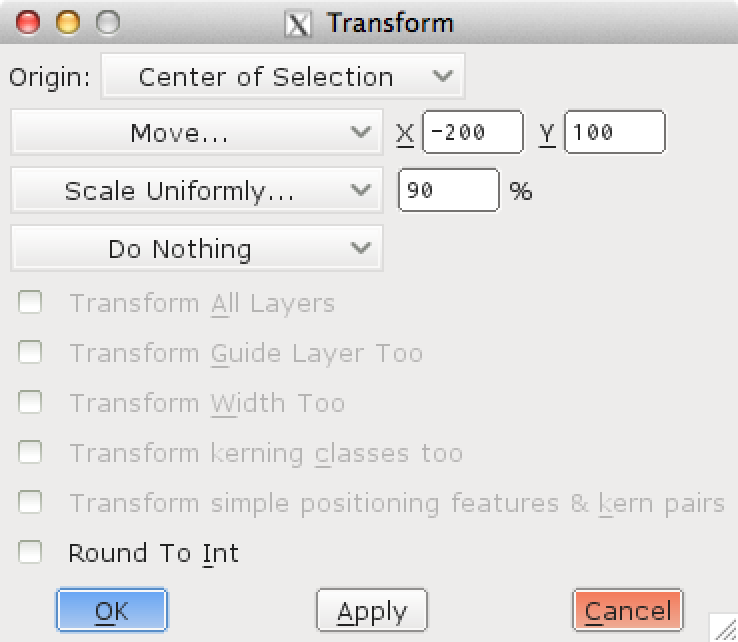 Transform
Origin: Center of Selection
Move... X -200 Y 100
Scale Uniformly... 90 %
Do Nothing
Transform All Layers
Transform Guide Layer Too
Transform Width Too
Transform kerning classes too
Transform simple positioning features & kern pairs
Round To Int
OK Apply Cancel